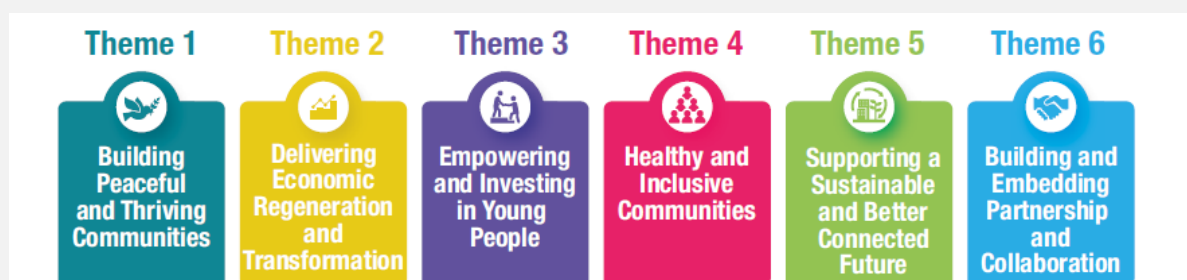 Theme 1
Theme 2
Theme 3
Theme 4
Theme 5
Theme 6
Building
Peaceful
and Thriving
Communities
Delivering
Economic
Regeneration
and
Transformation
Empowering
and Investing
in Young
People
Healthy and
Inclusive
Communities
Supporting a
Sustainable
and Better
Connected
Future
Building and
Embedding
Partnership
and
Collaboration